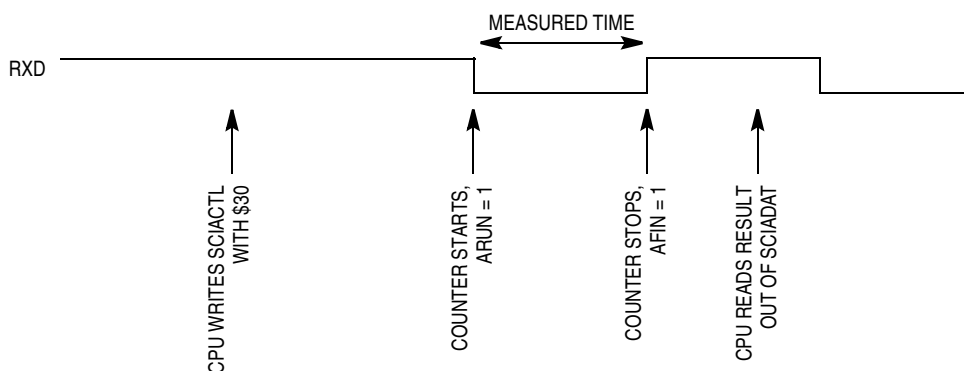 MEASURED TIME
RXD
CPU WRITES SCIACTL
WITH $30
COUNTER STARTS,
ARUN = 1
COUNTER STOPS,
AFIN = 1
CPU READS RESULT
OUT OF SCIADAT